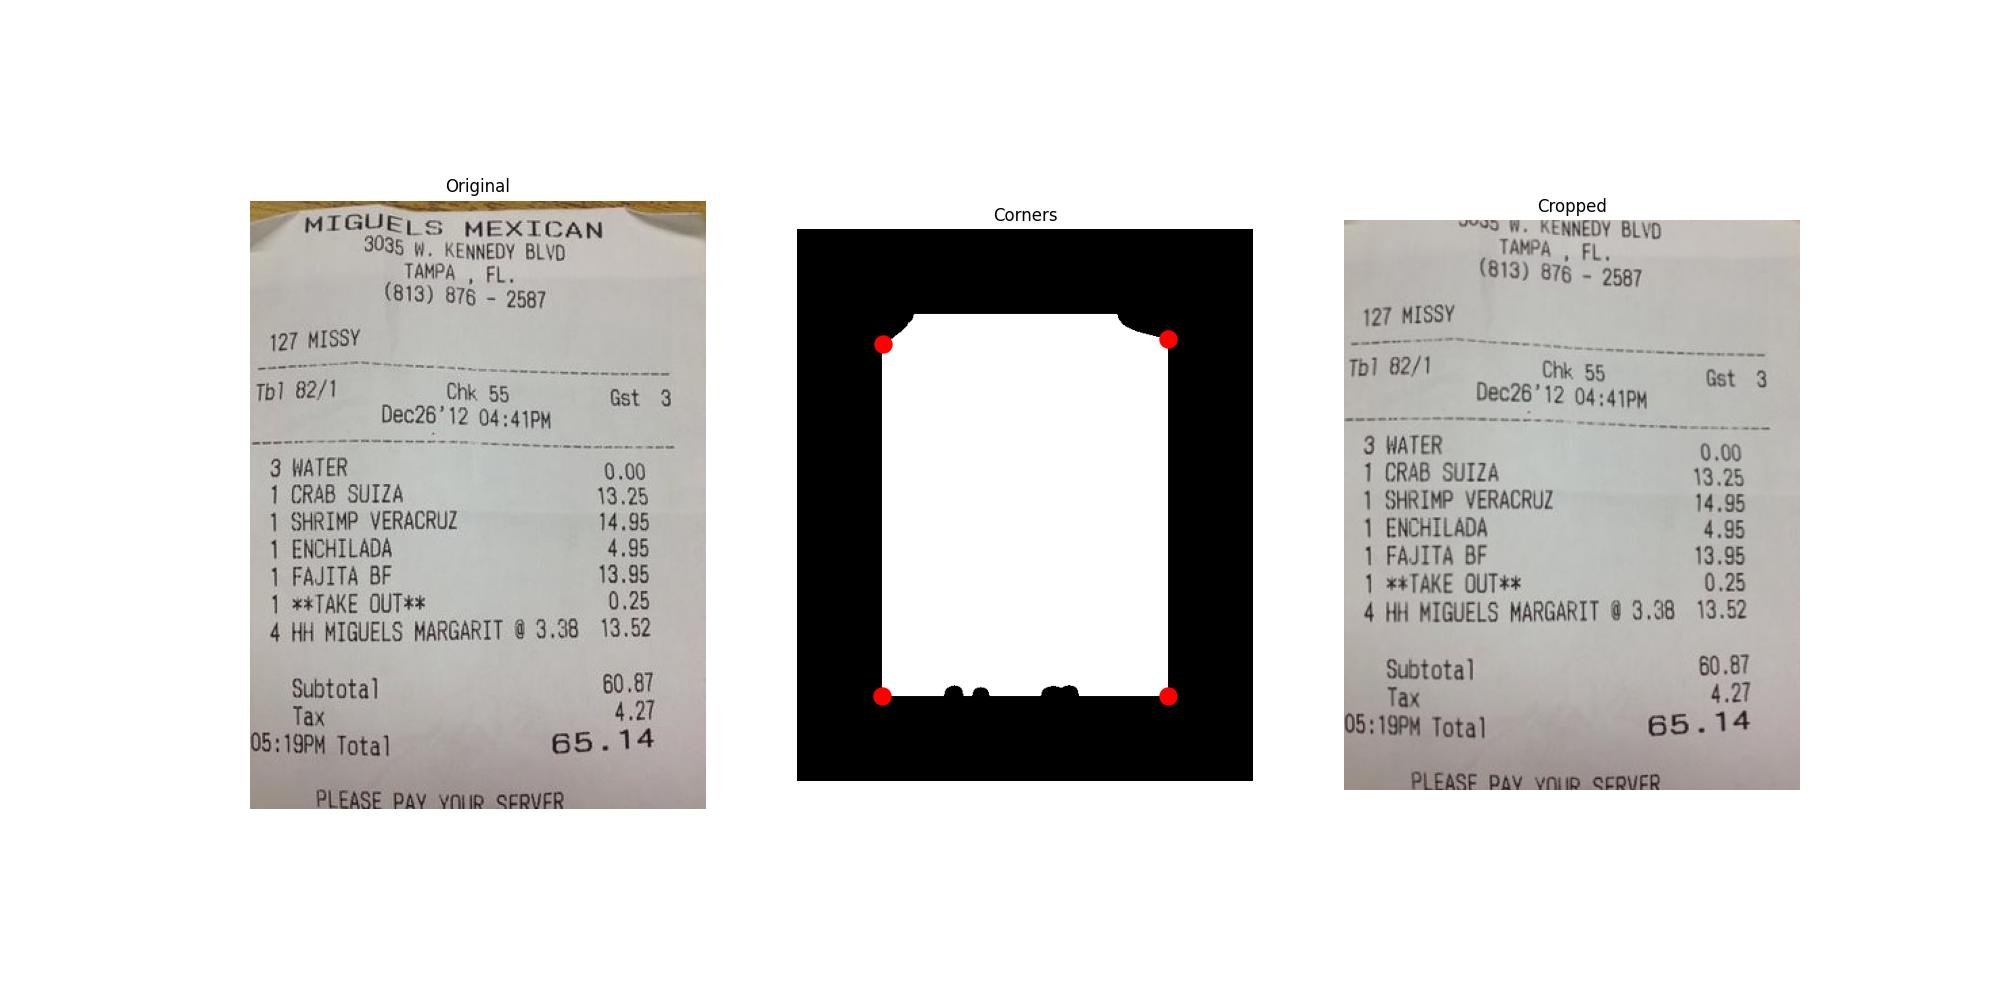 Original
MIGUELS MEXICAN
3035 W. KENNEDY BLVD
TAMPA , FL.
(813) 876 - 2587
127 MISSY
Tbl 82/1 Chk 55 Gst 3
Dec26'12 04:41PM
3 WATER 0.00
1 CRAB SUIZA 13.25
1 SHRIMP VERACRUZ 14.95
1 ENCHILADA 4.95
1 FAJITA BF 13.95
1 **TAKE OUT** 0.25
4 HH MIGUELS MARGARIT @ 3.38 13.52
Subtotal 60.87
Tax 4.27
05:19PM Total 65.14
PLEASE PAY YOUR SERVER
Corners
Cropped
3035 W. KENNEDY BLVD
TAMPA , FL.
(813) 876 - 2587
127 MISSY
Tbl 82/1 Chk 55 Gst 3
Dec26'12 04:41PM
3 WATER 0.00
1 CRAB SUIZA 13.25
1 SHRIMP VERACRUZ 14.95
1 ENCHILADA 4.95
1 FAJITA BF 13.95
1 **TAKE OUT** 0.25
4 HH MIGUELS MARGARIT @ 3.38 13.52
Subtotal 60.87
Tax 4.27
05:19PM Total 65.14
PLEASE PAY YOUR SERVER